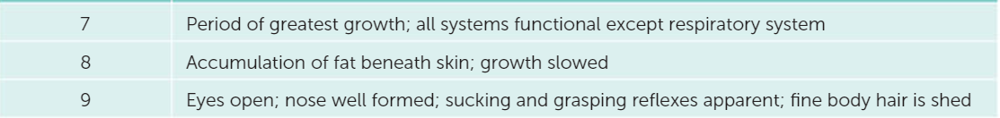 7 Period of greatest growth; all systems functional except respiratory system
8 Accumulation of fat beneath skin; growth slowed
9 Eyes open; nose well formed; sucking and grasping reflexes apparent; fine body hair is shed